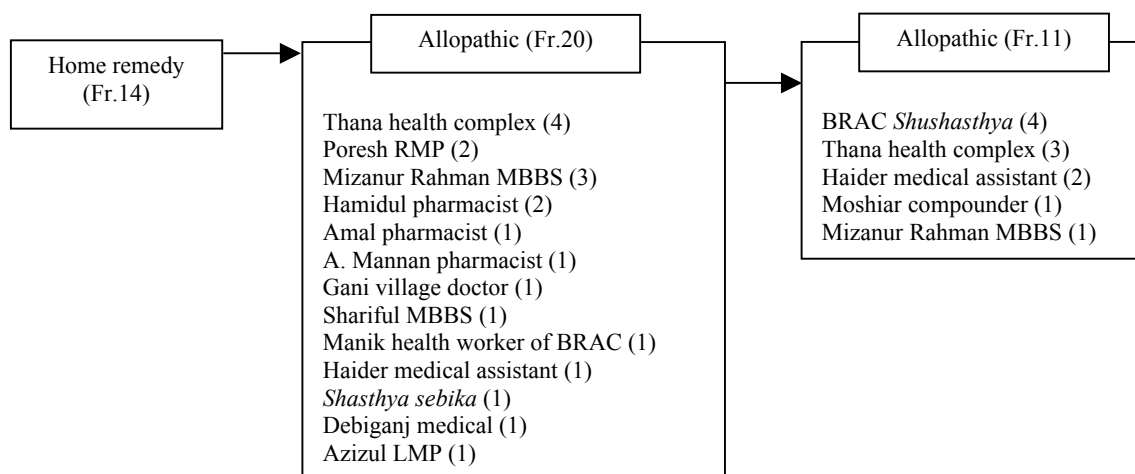 Home remedy
(Fr.14)
Allopathic (Fr.20)
Thana health complex (4)
Poresh RMP (2)
Mizanur Rahman MBBS (3)
Hamidul pharmacist (2)
Amal pharmacist (1)
A. Mannan pharmacist (1)
Gani village doctor (1)
Shariful MBBS (1)
Manik health worker of BRAC (1)
Haider medical assistant (1)
Shasthya sebika (1)
Debiganj medical (1)
Azizul LMP (1)
Allopathic (Fr.11)
BRAC Shushasthya (4)
Thana health complex (3)
Haider medical assistant (2)
Moshiar compounder (1)
Mizanur Rahman MBBS (1)